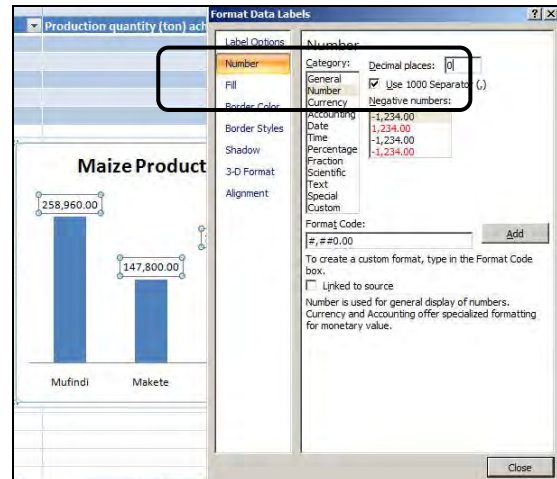 Production quantity (ton) ach
Maize Product
258,960.00
147,800.00
Mufindi
Makete
Format Data Labels
Label Options
Number
Fill
Border Color
Border Styles
Shadow
3-D Format
Alignment
Number
Category:
General
Number
Currency
Accounting
Date
Time
Percentage
Fraction
Scientific
Text
Special
Custom
Decimal places: 0
Use 1000 Separator (,)
Negative numbers:
-1,234.00
1,234.00
-1,234.00
-1,234.00
Format Code:
#,##0.00
Add
To create a custom format, type in the Format Code
box.
Linked to source
Number is used for general display of numbers.
Currency and Accounting offer specialized formatting
for monetary value.
Close